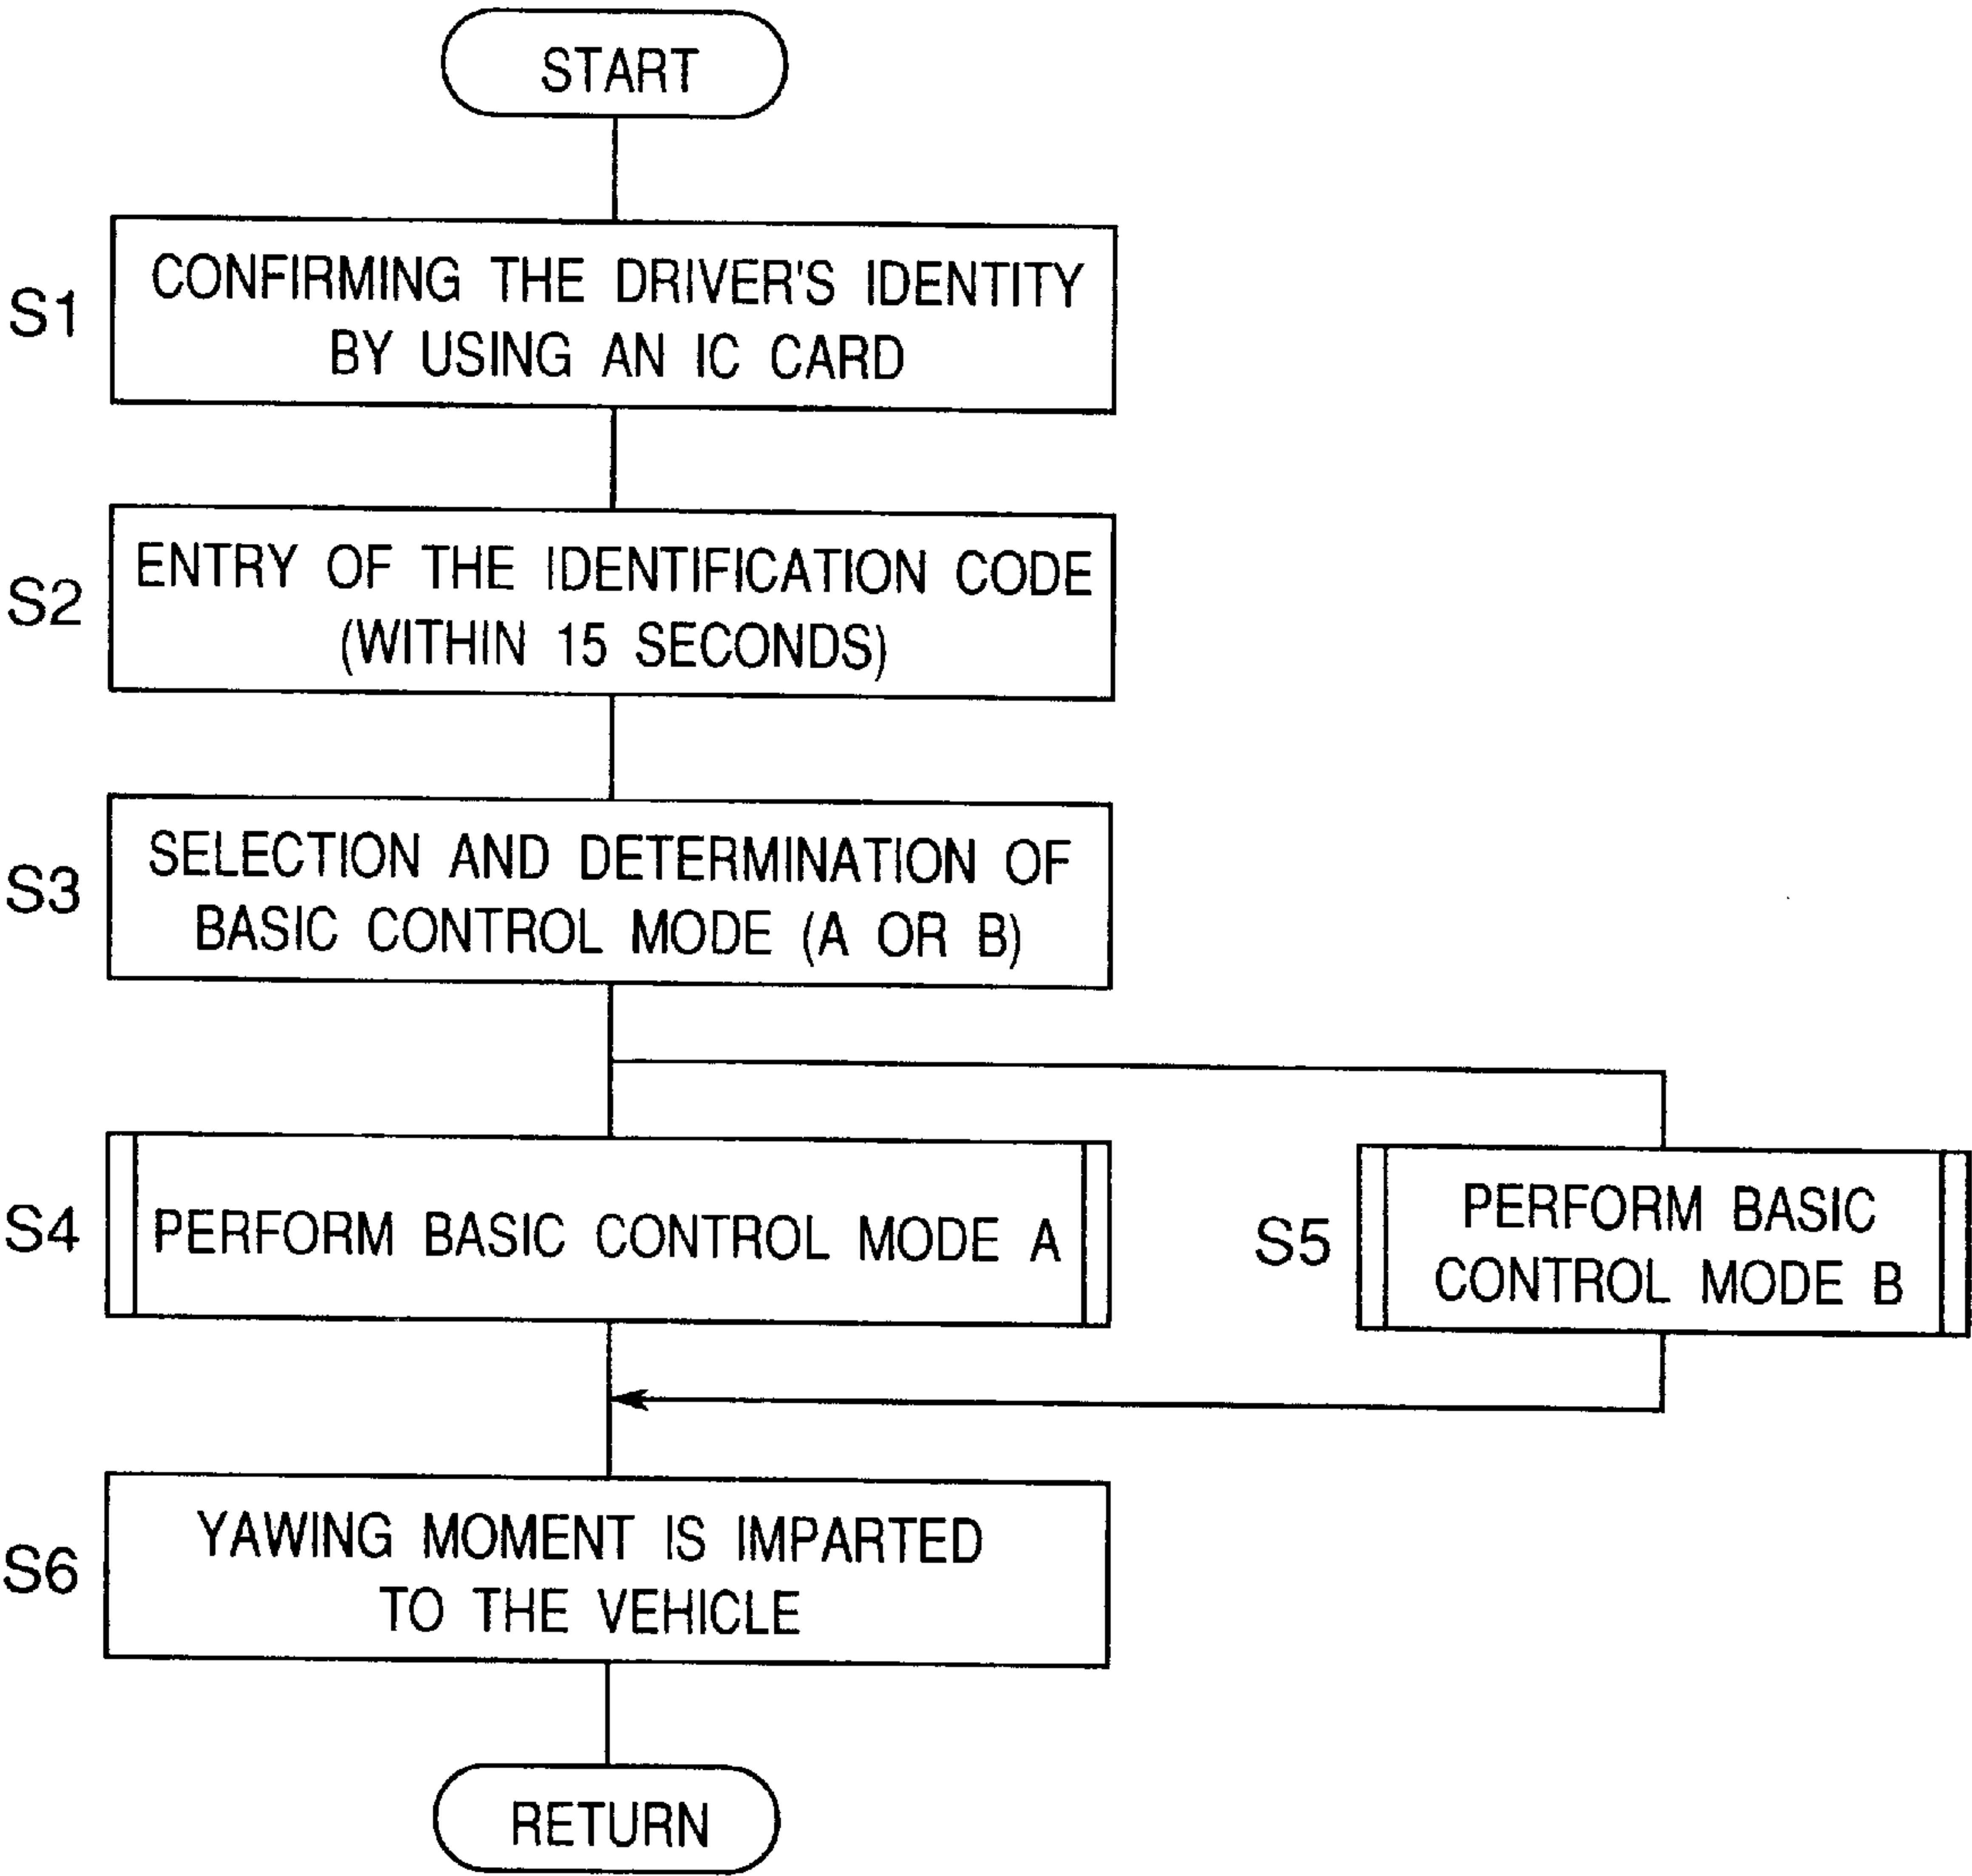 START
S1
CONFIRMING THE DRIVER'S IDENTITY
BY USING AN IC CARD
S2
ENTRY OF THE IDENTIFICATION CODE
(WITHIN 15 SECONDS)
S3
SELECTION AND DETERMINATION OF
BASIC CONTROL MODE (A OR B)
S4
PERFORM BASIC CONTROL MODE A
S5
PERFORM BASIC
CONTROL MODE B
S6
YAWING MOMENT IS IMPARTED
TO THE VEHICLE
RETURN